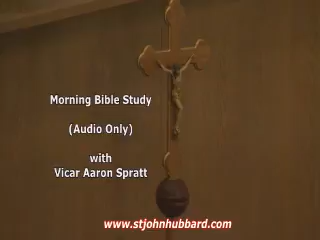 Morning Bible Study
(Audio Only)
with
Vicar Aaron Spratt
www.stjohnhubbard.com